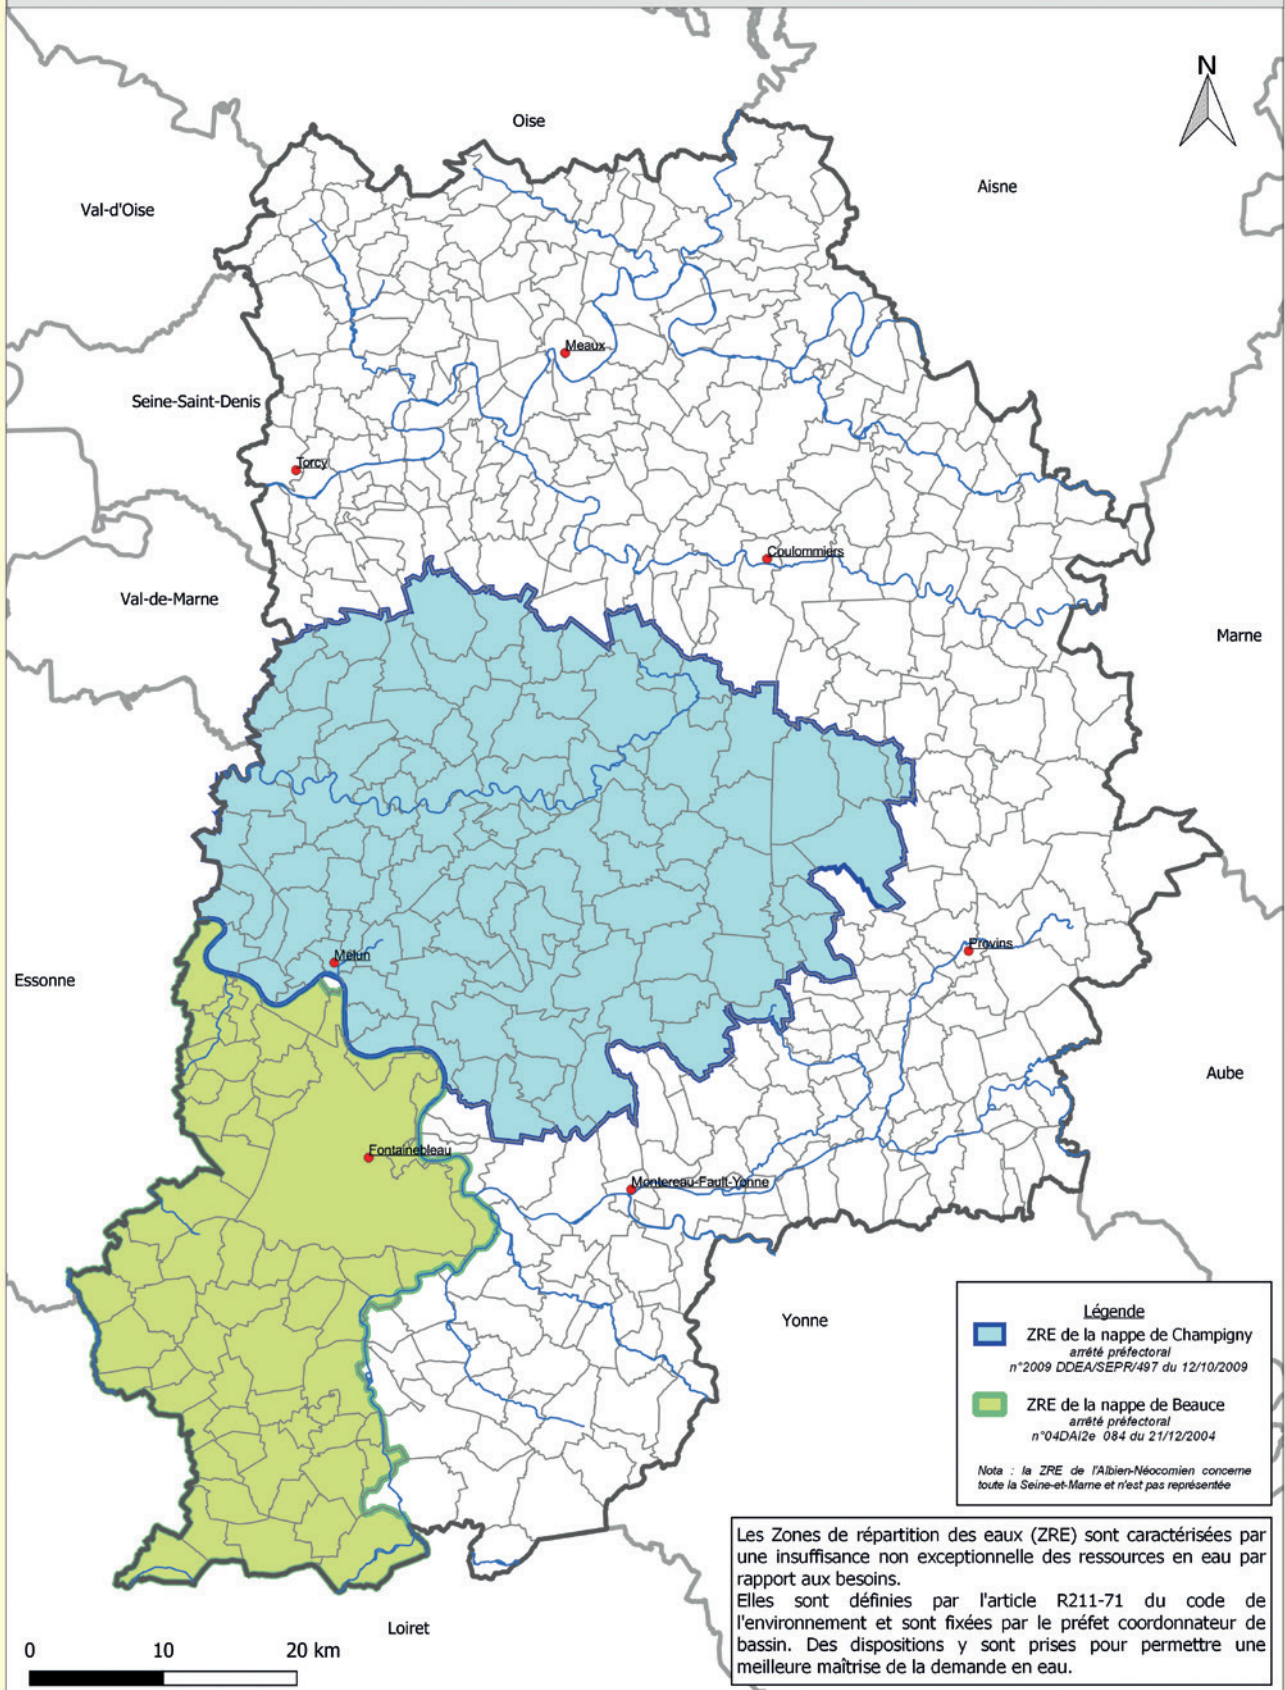 N
Oise
Aisne
Val-d'Oise
Meaux
Seine-Saint-Denis
Torcy
Coulommiers
Val-de-Marne
Marne
Provins
Melun
Essonne
Aube
Fontainebleau
Montereau-Fault-Yonne
Yonne
Légende
ZRE de la nappe de Champigny
arrêté préfectoral
n°2009 DDEA/SEPR/497 du 12/10/2009
ZRE de la nappe de Beauce
arrêté préfectoral
n°04DAI2e 084 du 21/12/2004
Nota : la ZRE de l'Albien-Néocomien concerne
toute la Seine-et-Marne et n'est pas représentée
Les Zones de répartition des eaux (ZRE) sont caractérisées par
une insuffisance non exceptionnelle des ressources en eau par
rapport aux besoins.
Elles sont définies par l'article R211-71 du code de
l'environnement et sont fixées par le préfet coordonnateur de
bassin. Des dispositions y sont prises pour permettre une
meilleure maîtrise de la demande en eau.
Loiret
0 10 20 km